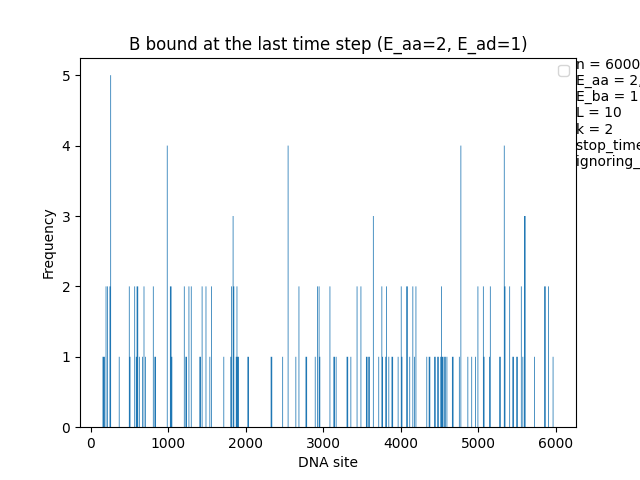 B bound at the last time step (E_aa=2, E_ad=1)
n = 6000
E_aa = 2,
E_ba = 1
L = 10
k = 2
stop_time
ignoring_
Frequency
5
4
3
2
1
0
0 1000 2000 3000 4000 5000 6000
DNA site